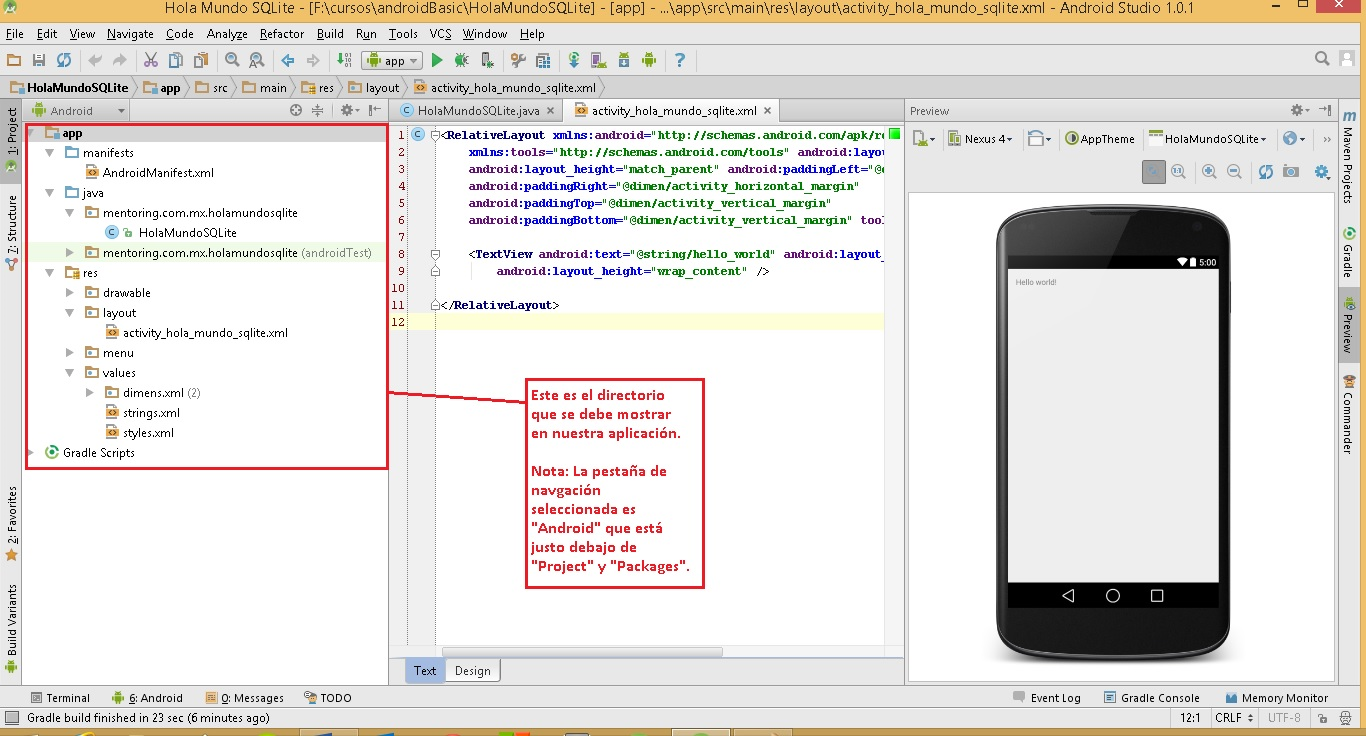 Hola Mundo SQLite - [F:\cursos\androidBasic\HolaMundoSQLite] - [app] - ...\app\src\main\res\layout\activity_hola_mundo_sqlite.xml - Android Studio 1.0.1
File Edit View Navigate Code Analyze Refactor Build Run Tools VCS Window Help
app
HolaMundoSQLite app src main res layout activity_hola_mundo_sqlite.xml
1: Project
7: Structure
2: Favorites
Build Variants
Android
app
manifests
AndroidManifest.xml
java
mentoring.com.mx.holamundosqlite
HolaMundoSQLite
mentoring.com.mx.holamundosqlite (androidTest)
res
drawable
layout
activity_hola_mundo_sqlite.xml
menu
values
dimens.xml (2)
strings.xml
styles.xml
Gradle Scripts
HolaMundoSQLite.java activity_hola_mundo_sqlite.xml
1 <RelativeLayout xmlns:android="http://schemas.android.com/apk/re
2 xmlns:tools="http://schemas.android.com/tools" android:layou
3 android:layout_height="match_parent" android:paddingLeft="@d
4 android:paddingRight="@dimen/activity_horizontal_margin"
5 android:paddingTop="@dimen/activity_vertical_margin"
6 android:paddingBottom="@dimen/activity_vertical_margin" tool
7
8 <TextView android:text="@string/hello_world" android:layout_
9 android:layout_height="wrap_content" />
10
11 </RelativeLayout>
12
Este es el directorio
que se debe mostrar
en nuestra aplicación.
Nota: La pestaña de
navgación
seleccionada es
"Android" que está
justo debajo de
"Project" y "Packages".
Text Design
Preview
Nexus 4 AppTheme HolaMundoSQLite
5:00
Hello world!
Maven Projects
Gradle
Preview
Commander
Terminal 6: Android 0: Messages TODO Event Log Gradle Console Memory Monitor
Gradle build finished in 23 sec (6 minutes ago) 12:1 CRLF UTF-8